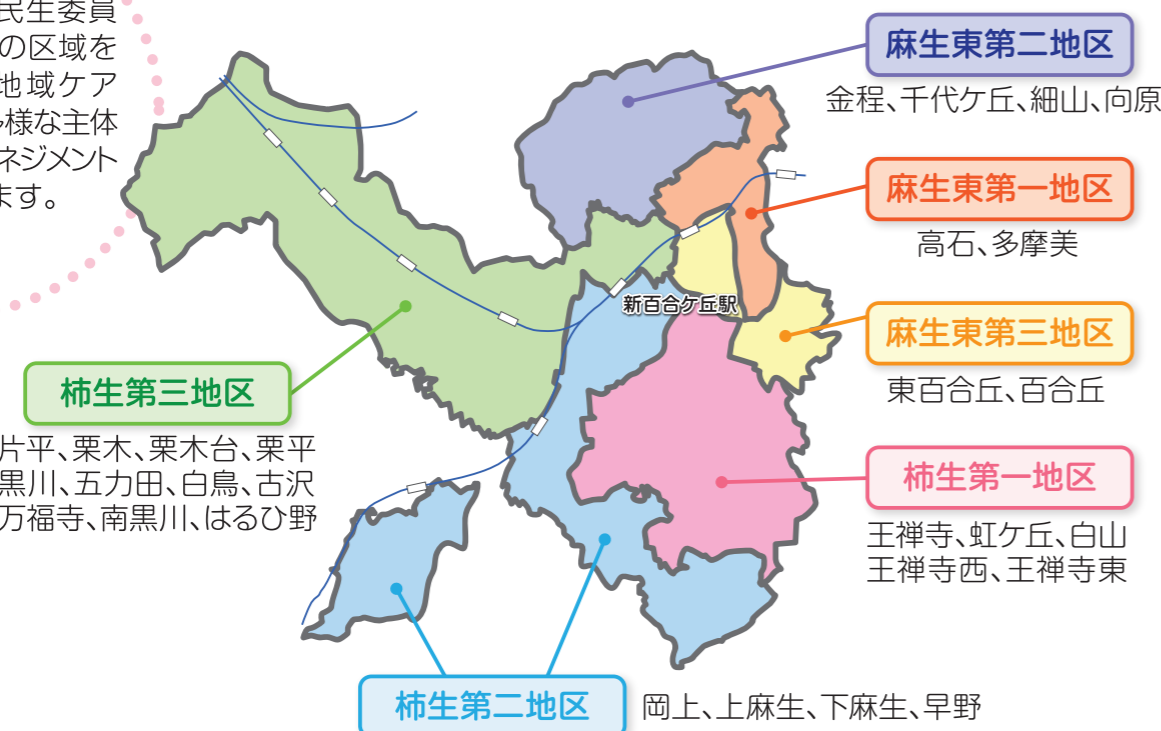 民生委員
の区域を
地域ケア
様な主体
ネジメント
ます。
麻生東第二地区
金程、千代ケ丘、細山、向原
麻生東第一地区
高石、多摩美
新百合ケ丘駅
麻生東第三地区
東百合丘、百合丘
柿生第三地区
片平、栗木、栗木台、栗平
黒川、五力田、白鳥、古沢
万福寺、南黒川、はるひ野
柿生第一地区
王禅寺、虹ケ丘、白山
王禅寺西、王禅寺東
柿生第二地区
岡上、上麻生、下麻生、早野